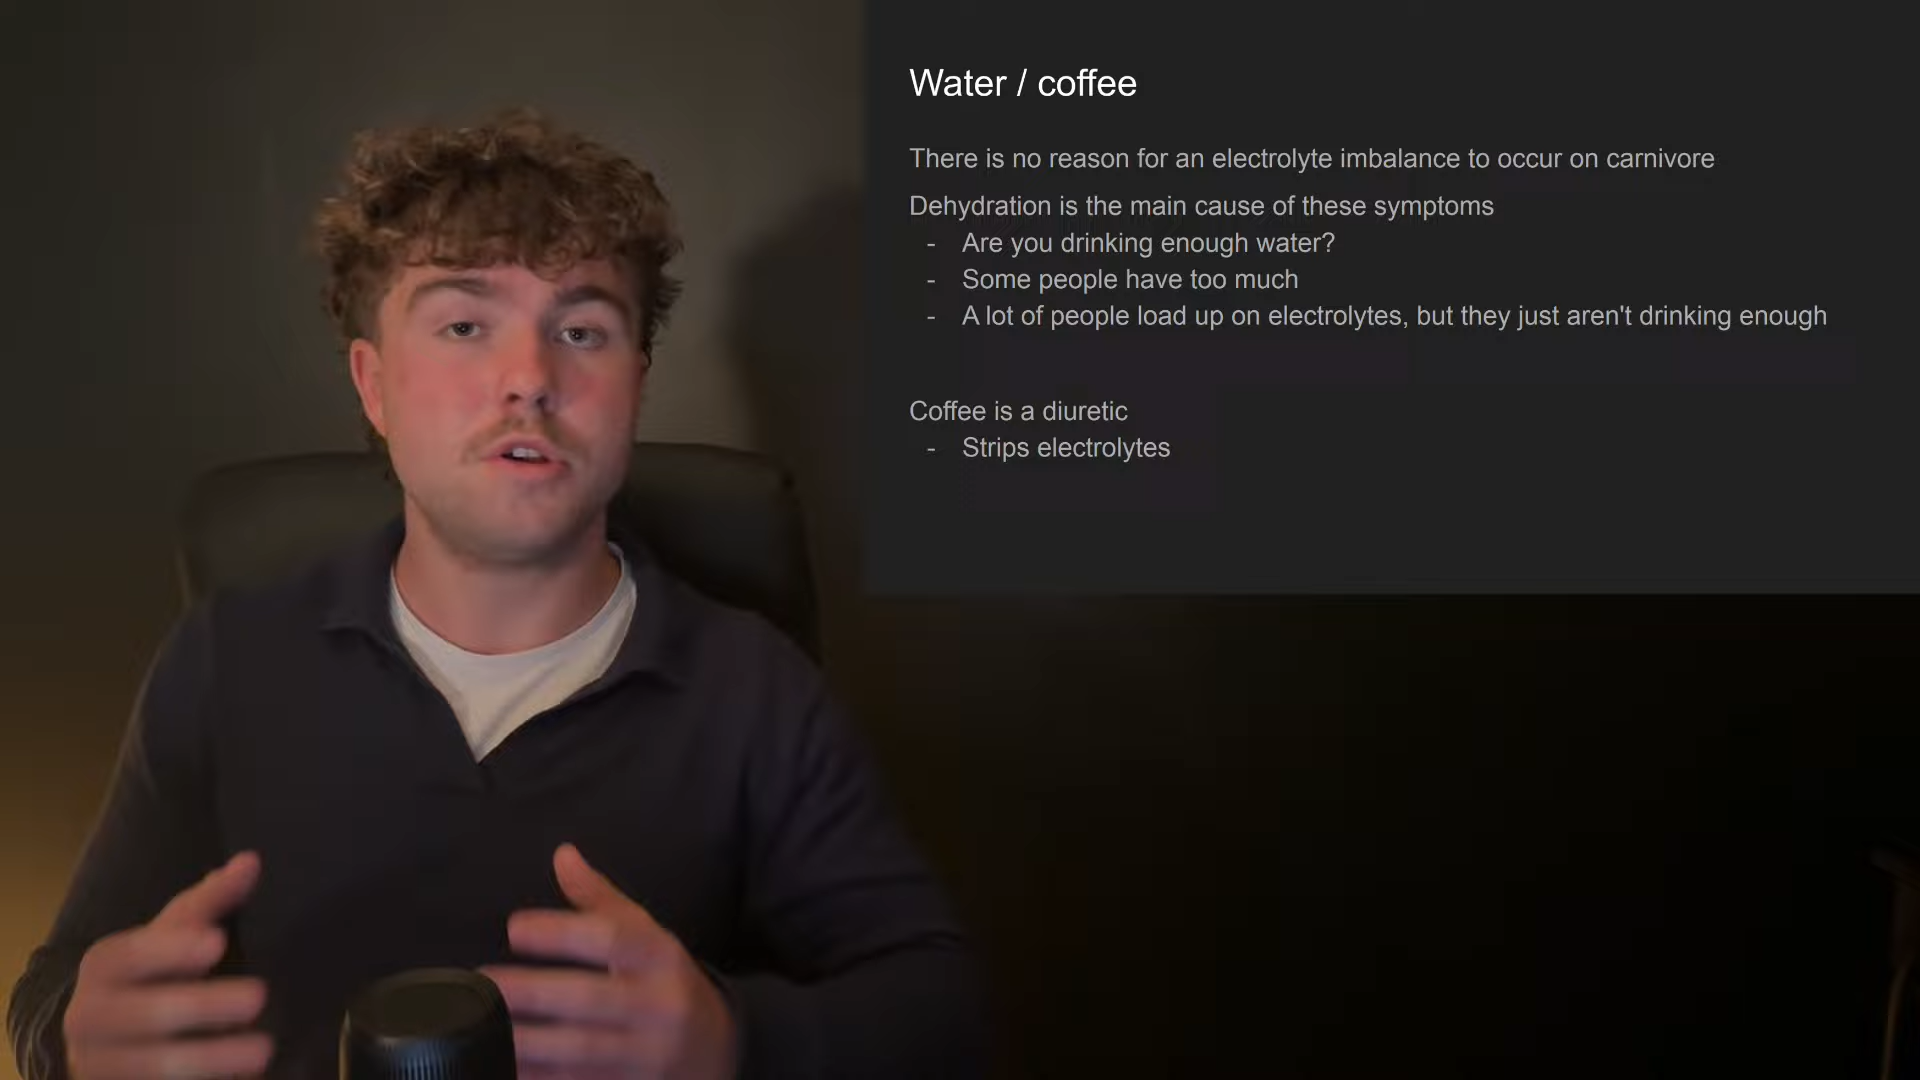 Water / coffee
There is no reason for an electrolyte imbalance to occur on carnivore
Dehydration is the main cause of these symptoms
- Are you drinking enough water?
- Some people have too much
- A lot of people load up on electrolytes, but they just aren't drinking enough
Coffee is a diuretic
- Strips electrolytes